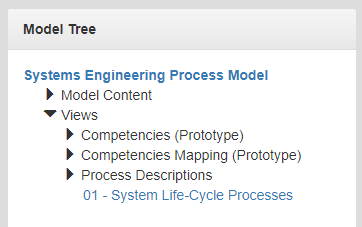 Model Tree
Systems Engineering Process Model
Model Content
Views
Competencies (Prototype)
Competencies Mapping (Prototype)
Process Descriptions
01 - System Life-Cycle Processes